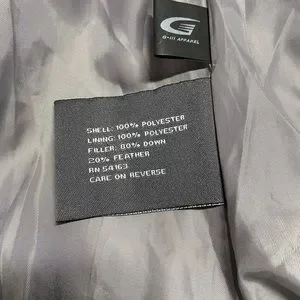 G-III APPAREL
SHELL: 100% POLYESTER
LINING: 100% POLYESTER
FILLER: 80% DOWN
20% FEATHER
RN 54163
CARE ON REVERSE